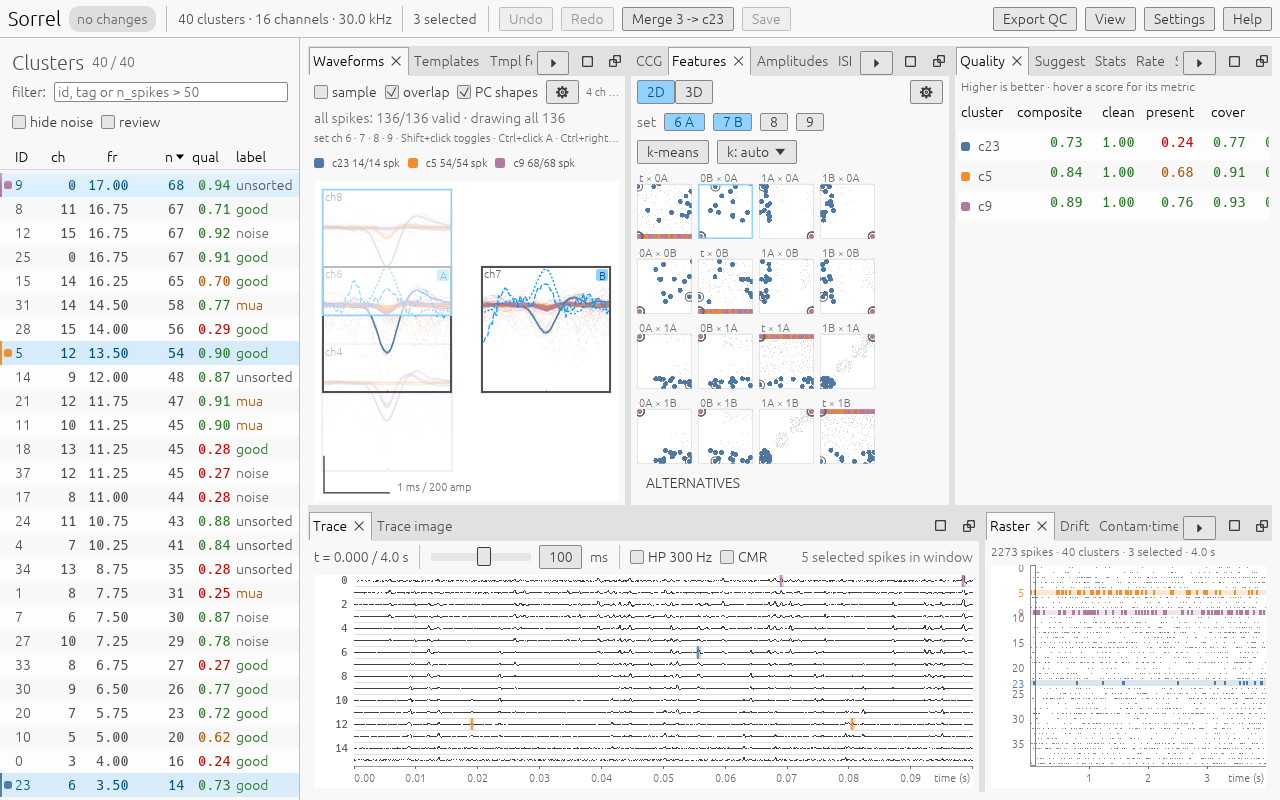 Sorrel no changes 40 clusters · 16 channels · 30.0 kHz 3 selected Undo Redo Merge 3 -> c23 Save Export QC View Settings Help
Clusters 40 / 40
filter: id, tag or n_spikes > 50
hide noise review
ID ch fr n qual label
9 0 17.00 68 0.94 unsorted
8 11 16.75 67 0.71 good
12 15 16.75 67 0.92 noise
25 0 16.75 67 0.91 good
15 14 16.25 65 0.70 good
31 14 14.50 58 0.77 mua
28 15 14.00 56 0.29 good
5 12 13.50 54 0.90 good
14 9 12.00 48 0.87 unsorted
21 12 11.75 47 0.91 mua
11 10 11.25 45 0.90 mua
18 13 11.25 45 0.28 good
37 12 11.25 45 0.27 noise
17 8 11.00 44 0.28 noise
24 11 10.75 43 0.88 unsorted
4 7 10.25 41 0.84 unsorted
34 13 8.75 35 0.28 unsorted
1 8 7.75 31 0.25 mua
6 7 7.50 30 0.87 noise
27 10 7.25 29 0.78 noise
33 8 6.75 27 0.27 good
30 9 6.50 26 0.77 good
20 7 5.75 23 0.72 good
10 5 5.00 20 0.62 good
0 3 4.00 16 0.24 good
23 6 3.50 14 0.73 good
Waveforms Templates Tmpl
sample overlap PC shapes 4 ch ...
all spikes: 136/136 valid · drawing all 136
set ch 6 · 7 · 8 · 9 · Shift+click toggles · Ctrl+click A · Ctrl+right...
c23 14/14 spk c5 54/54 spk c9 68/68 spk
ch8
ch6 A
ch7 B
ch4
1 ms / 200 amp
CCG Features Amplitudes ISI
2D 3D
set 6 A 7 B 8 9
k-means k: auto
t × 0A 0B × 0A 1A × 0A 1B × 0A
0A × 0B t × 0B 1A × 0B 1B × 0B
0A × 1A 0B × 1A t × 1A 1B × 1A
0A × 1B 0B × 1B 1A × 1B t × 1B
ALTERNATIVES
Quality Suggest Stats Rate
Higher is better · hover a score for its metric
cluster composite clean present cover
c23 0.73 1.00 0.24 0.77
c5 0.84 1.00 0.68 0.91
c9 0.89 1.00 0.76 0.93
Trace Trace image
t = 0.000 / 4.0 s 100 ms HP 300 Hz CMR 5 selected spikes in window
0
2
4
6
8
10
12
14
0.00 0.01 0.02 0.03 0.04 0.05 0.06 0.07 0.08 0.09 time (s)
Raster Drift Contam-time
2273 spikes · 40 clusters · 3 selected · 4.0 s
0
5
9
10
15
20
23
25
30
35
1 2 3 time (s)